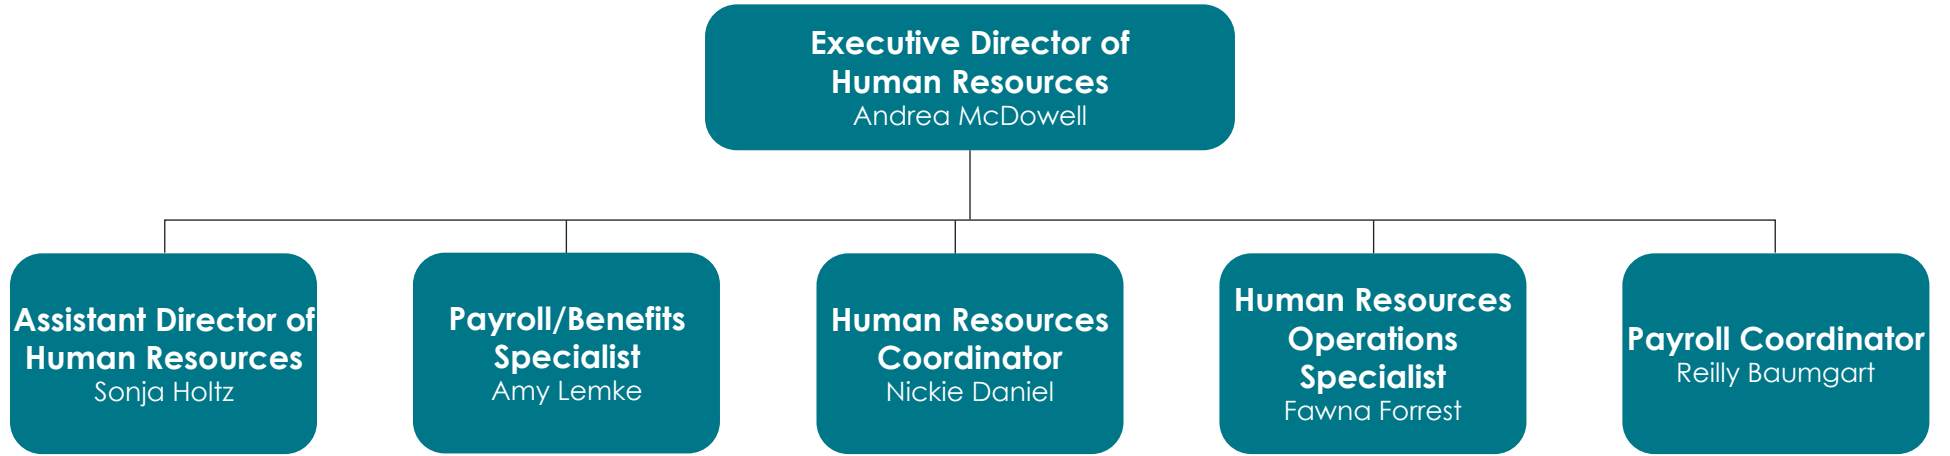 Executive Director of
Human Resources
Andrea McDowell
Assistant Director of
Human Resources
Sonja Holtz
Payroll/Benefits
Specialist
Amy Lemke
Human Resources
Coordinator
Nickie Daniel
Human Resources
Operations
Specialist
Fawna Forrest
Payroll Coordinator
Reilly Baumgart